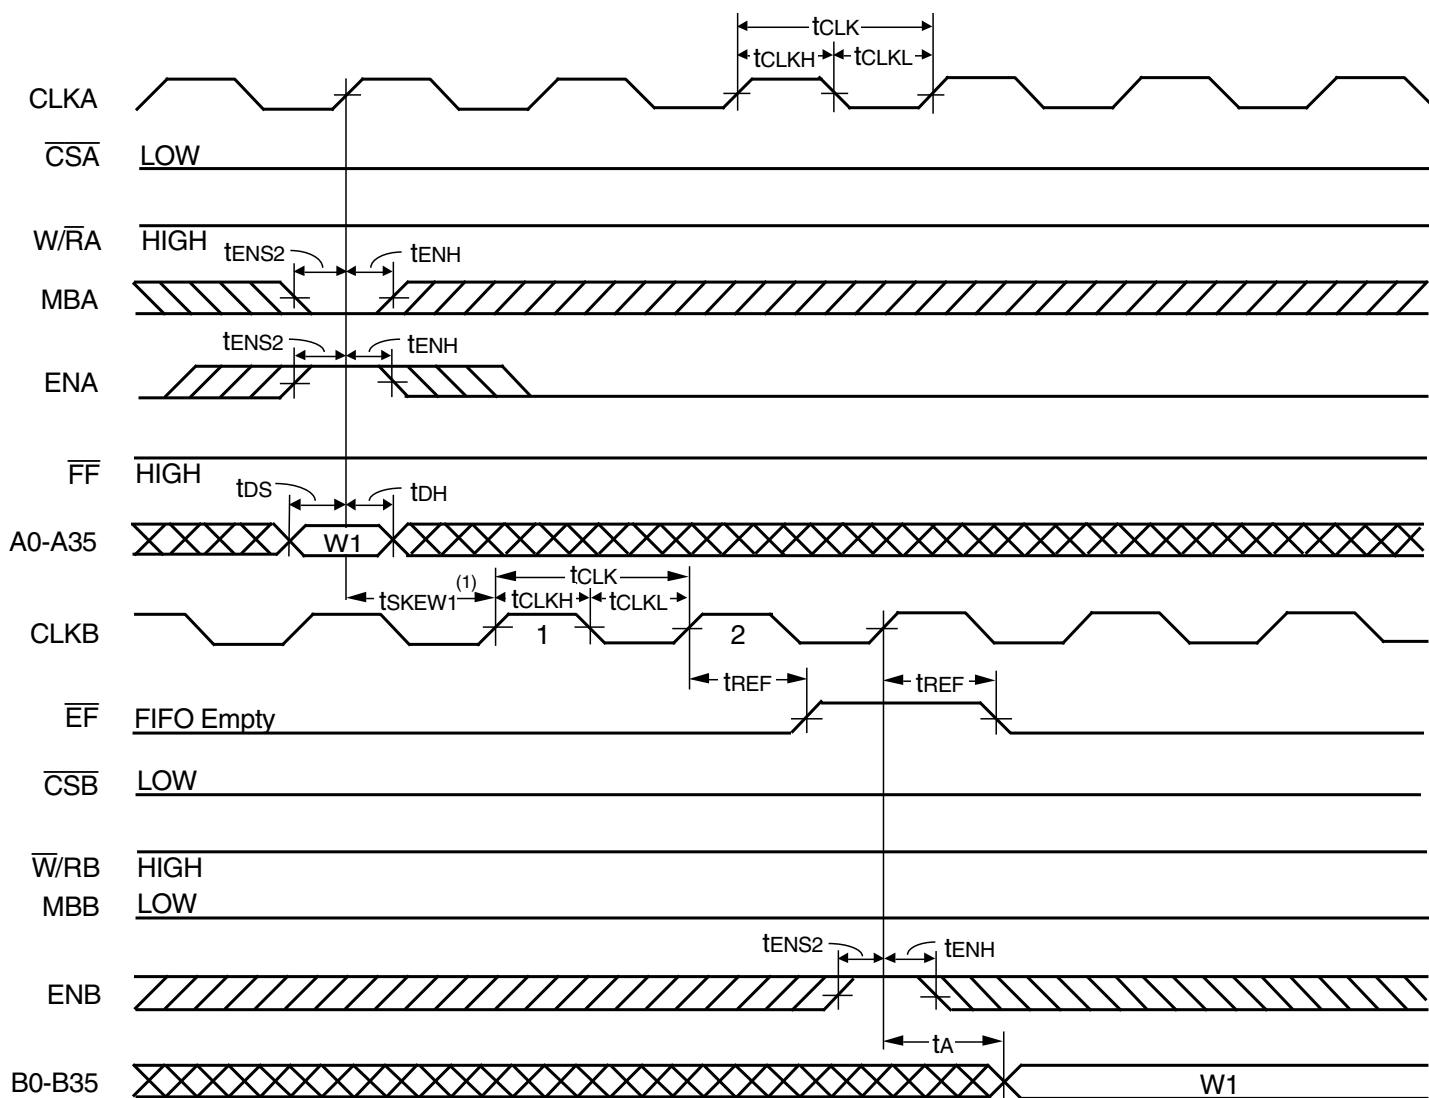 tCLK
tCLKH tCLKL
CLKA
CSA LOW
W/RA HIGH
tENS2 tENH
MBA
tENS2 tENH
ENA
FF HIGH
tDS tDH
A0-A35 W1
tSKEW1(1) tCLK
tCLKH tCLKL
CLKB 1 2
tREF tREF
EF FIFO Empty
CSB LOW
W/RB HIGH
MBB LOW
tENS2 tENH
ENB
tA
B0-B35 W1